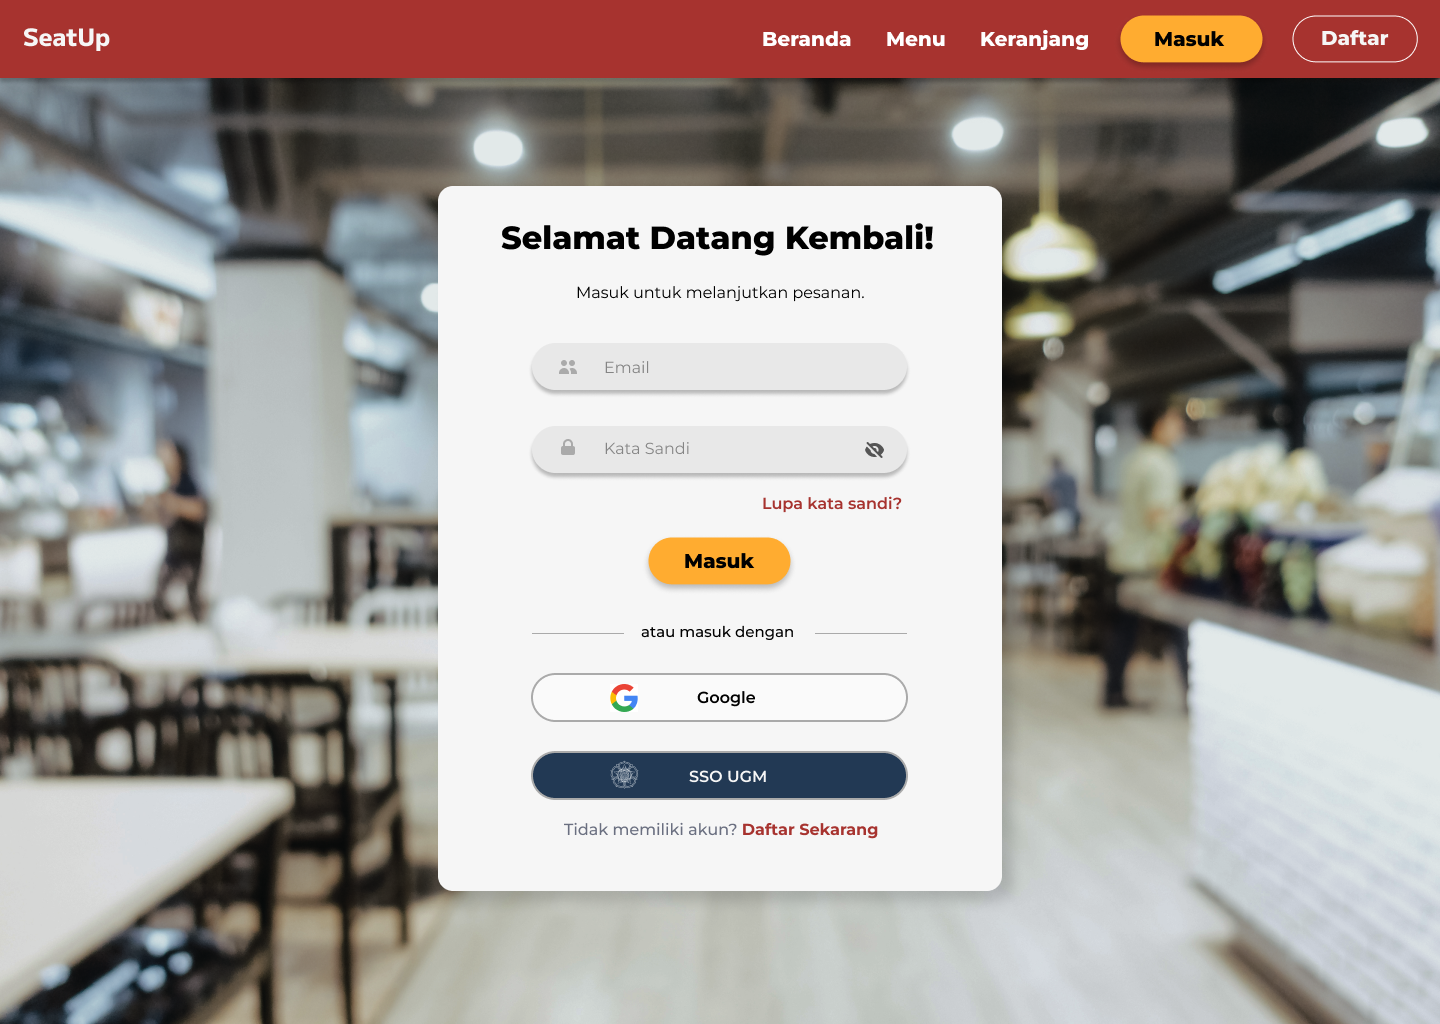 SeatUp
Beranda Menu Keranjang Masuk Daftar
Selamat Datang Kembali!
Masuk untuk melanjutkan pesanan.
Email
Kata Sandi
Lupa kata sandi?
Masuk
atau masuk dengan
Google
SSO UGM
Tidak memiliki akun? Daftar Sekarang